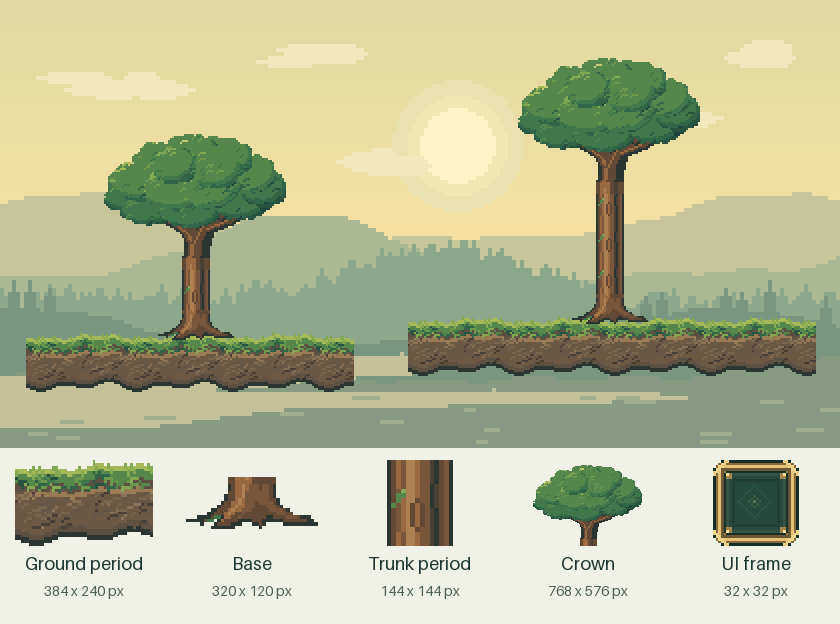 Ground period
Base
Trunk period
Crown
UI frame
384 x 240 px
320 x 120 px
144 x 144 px
768 x 576 px
32 x 32 px